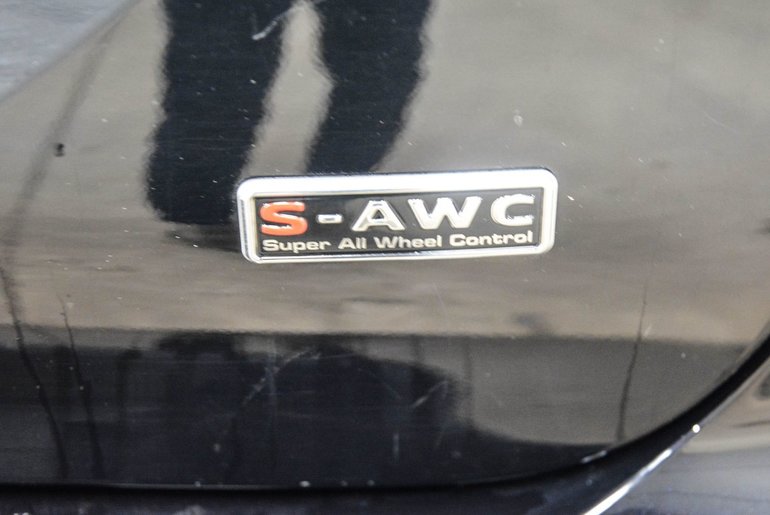 S-AWC
Super All Wheel Control